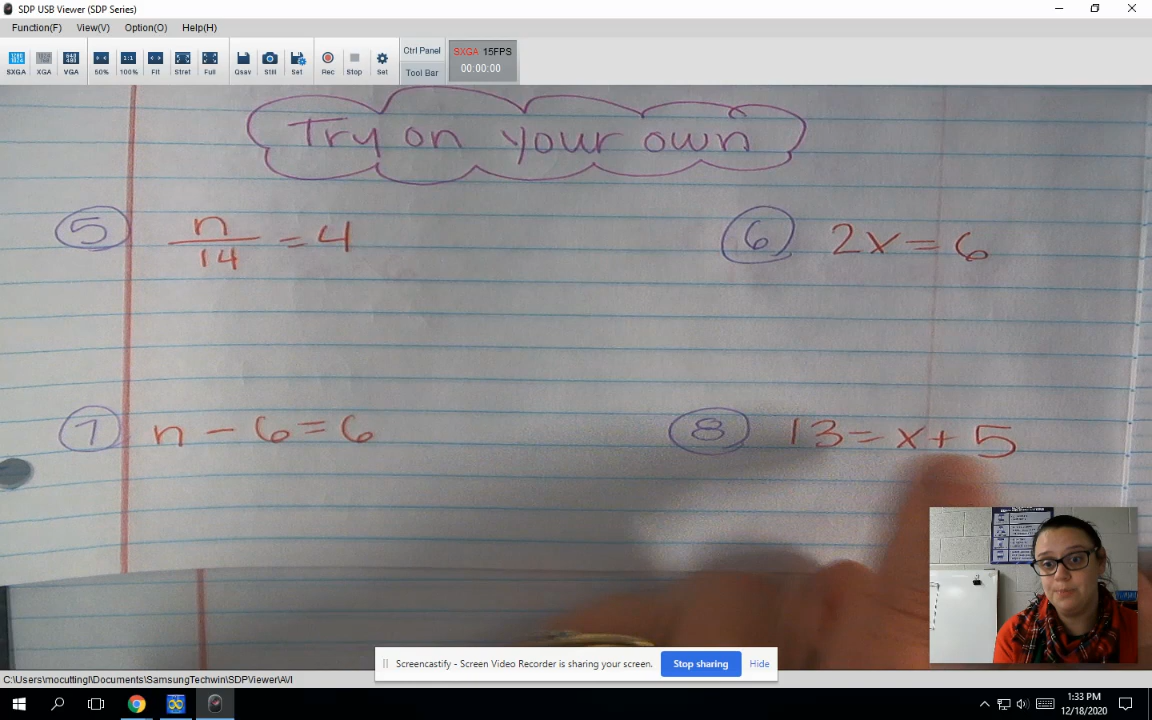 SDP USB Viewer (SDP Series)
Function(F) View(V) Option(O) Help(H)
SXGA XGA VGA 50% 100% Fit Stret Full Qsav Still Set Rec Stop Set
Ctrl Panel
Tool Bar
SXGA 15FPS
00:00:00
Try on your own
5 n/14 = 4
6 2x = 6
7 n - 6 = 6
8 13 = x + 5
Screencastify - Screen Video Recorder is sharing your screen. Stop sharing Hide
C:\Users\mocuttingl\Documents\SamsungTechwin\SDPViewer\AVI
1:33 PM
12/18/2020